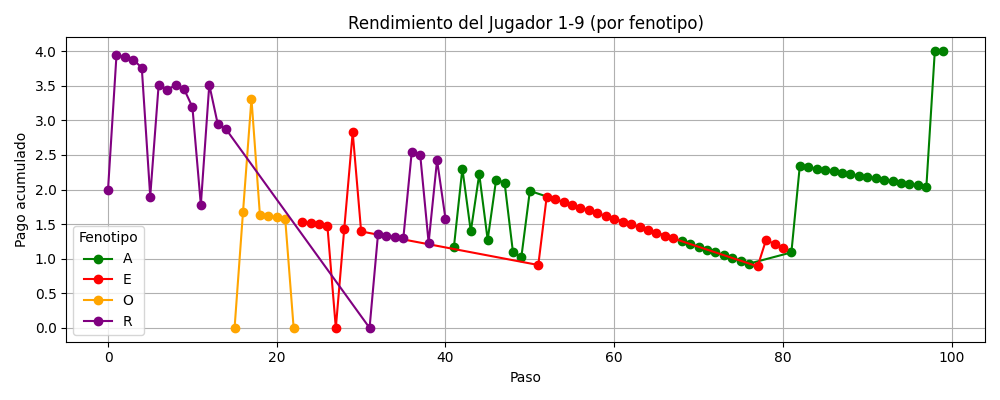 Rendimiento del Jugador 1-9 (por fenotipo)
Pago acumulado
4.0
3.5
3.0
2.5
2.0
1.5
1.0
0.5
0.0
Fenotipo
A
E
O
R
0 20 40 60 80 100
Paso